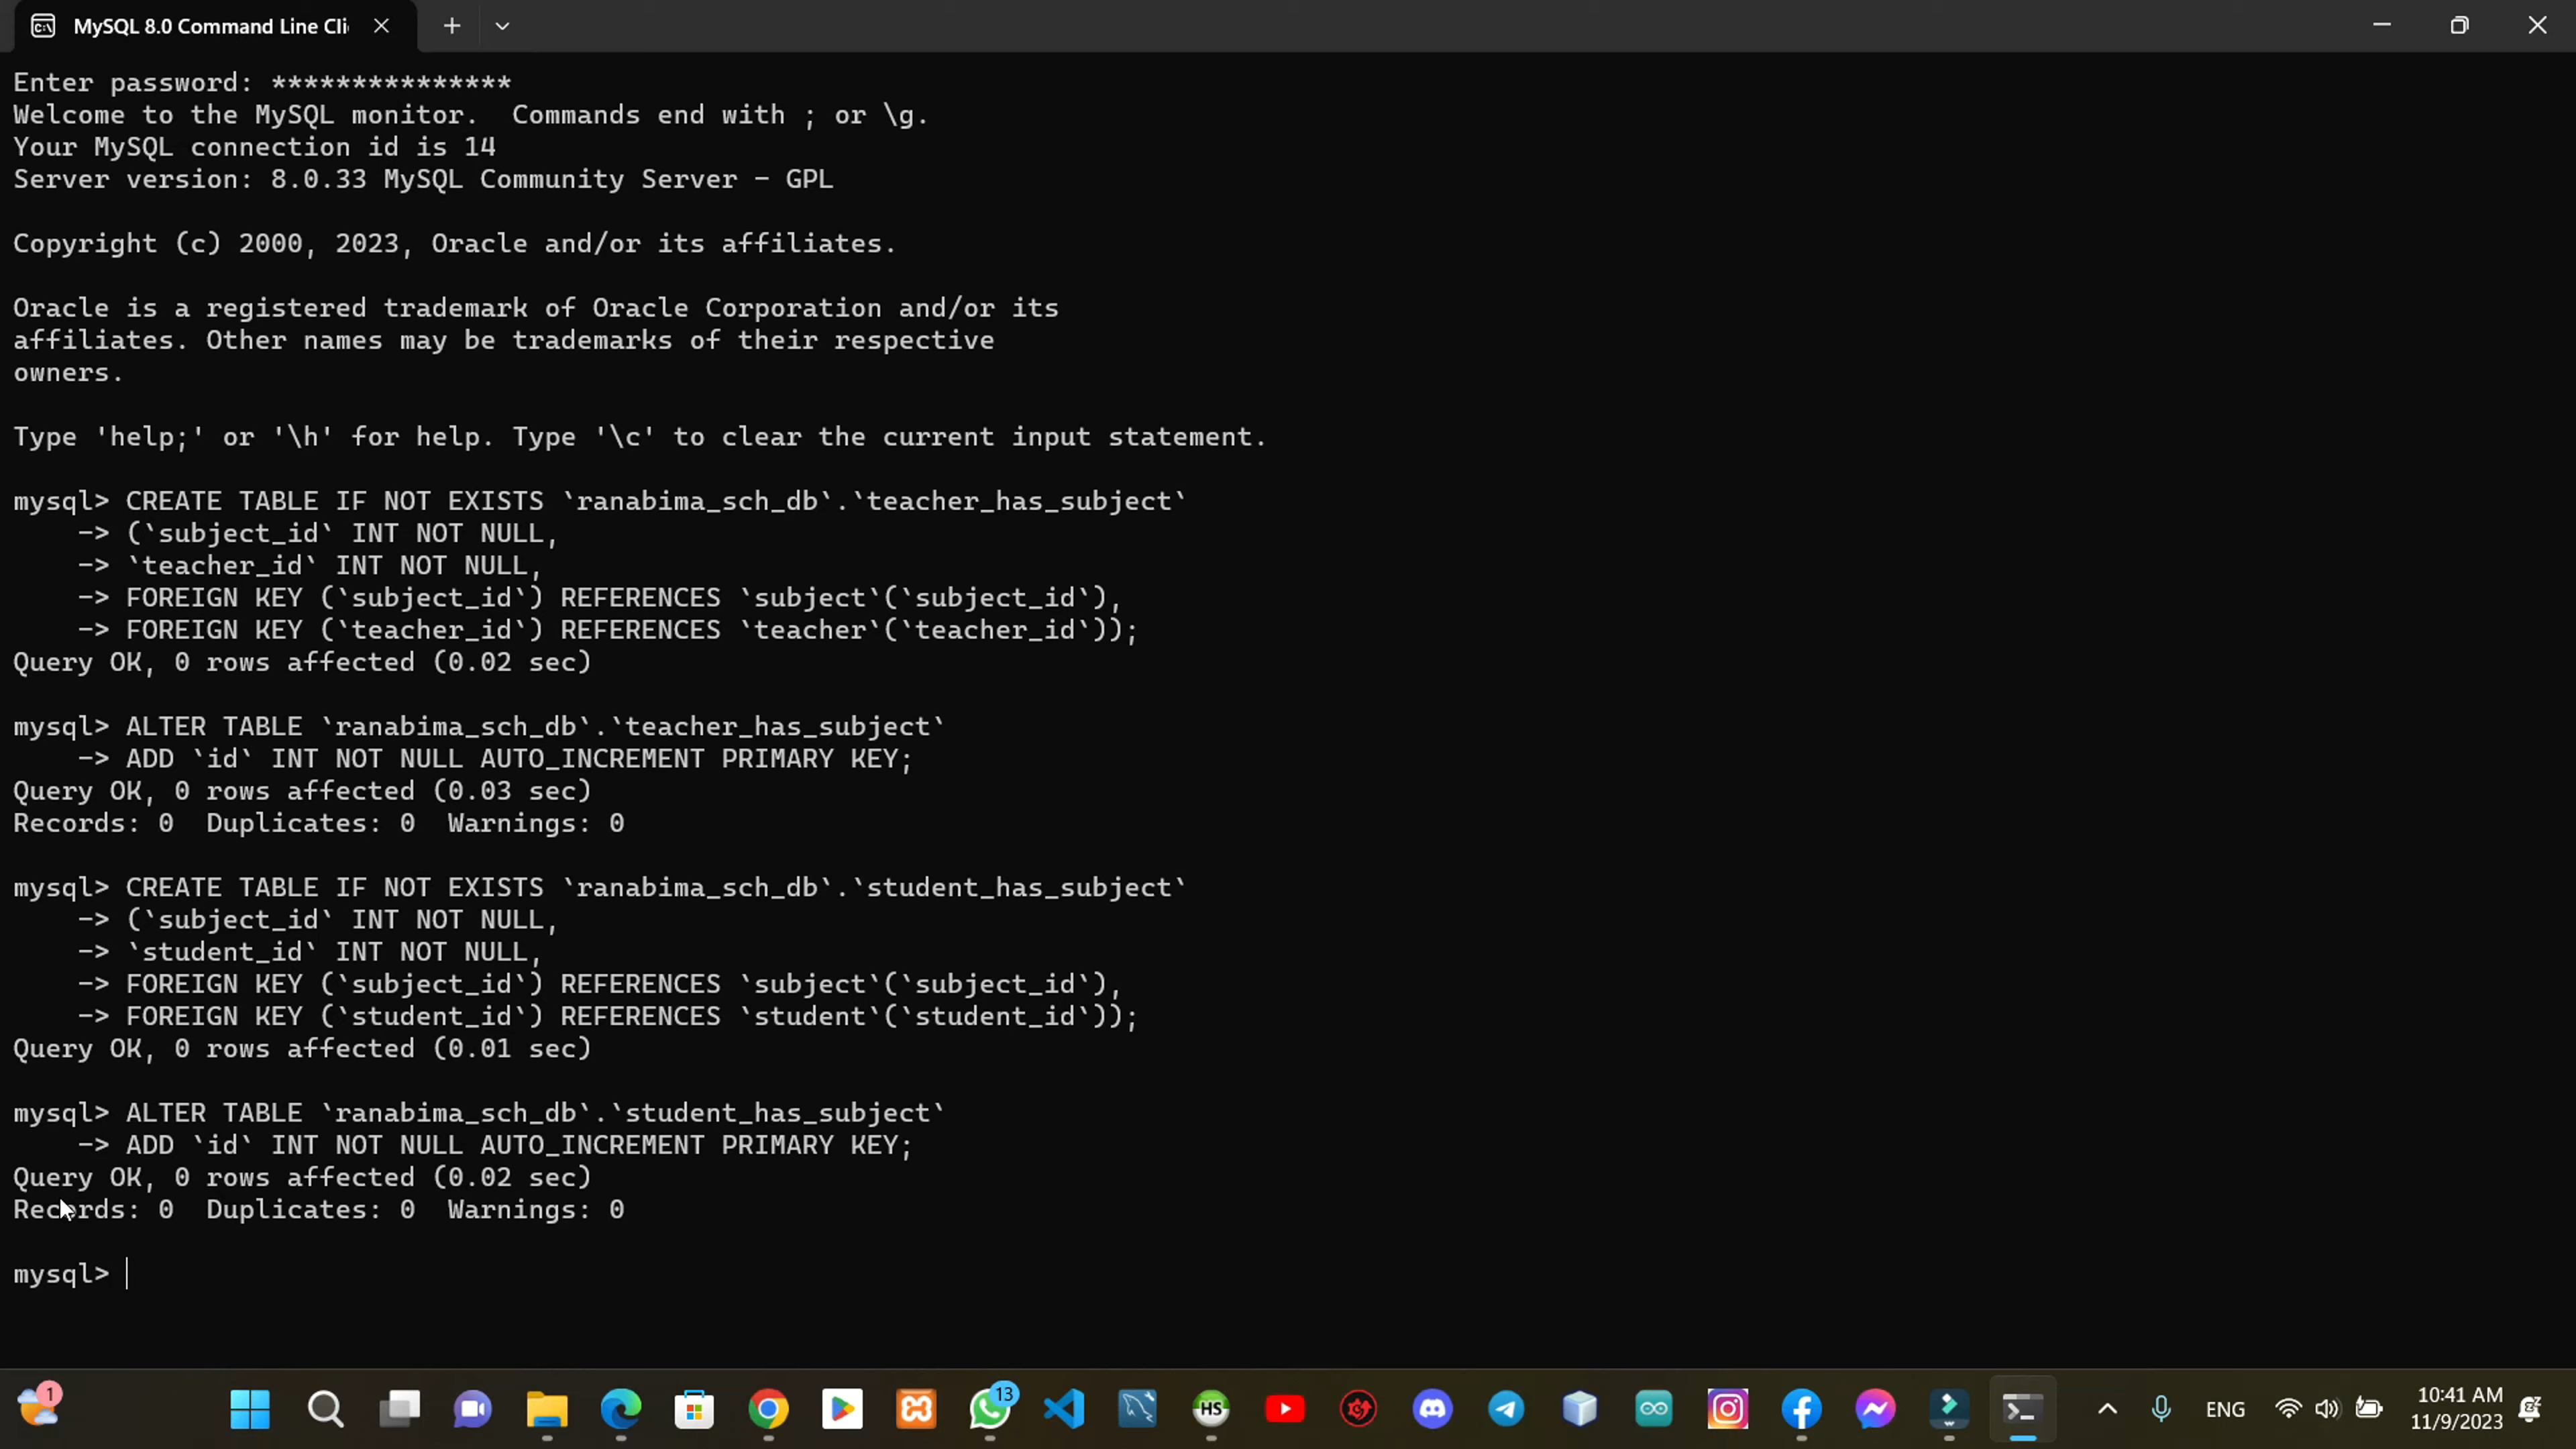 MySQL 8.0 Command Line Cli
Enter password: ***************
Welcome to the MySQL monitor.  Commands end with ; or \g.
Your MySQL connection id is 14
Server version: 8.0.33 MySQL Community Server - GPL
Copyright (c) 2000, 2023, Oracle and/or its affiliates.
Oracle is a registered trademark of Oracle Corporation and/or its
affiliates. Other names may be trademarks of their respective
owners.
Type 'help;' or '\h' for help. Type '\c' to clear the current input statement.
mysql> CREATE TABLE IF NOT EXISTS `ranabima_sch_db`.`teacher_has_subject`
    -> (`subject_id` INT NOT NULL,
    -> `teacher_id` INT NOT NULL,
    -> FOREIGN KEY (`subject_id`) REFERENCES `subject`(`subject_id`),
    -> FOREIGN KEY (`teacher_id`) REFERENCES `teacher`(`teacher_id`));
Query OK, 0 rows affected (0.02 sec)
mysql> ALTER TABLE `ranabima_sch_db`.`teacher_has_subject`
    -> ADD `id` INT NOT NULL AUTO_INCREMENT PRIMARY KEY;
Query OK, 0 rows affected (0.03 sec)
Records: 0  Duplicates: 0  Warnings: 0
mysql> CREATE TABLE IF NOT EXISTS `ranabima_sch_db`.`student_has_subject`
    -> (`subject_id` INT NOT NULL,
    -> `student_id` INT NOT NULL,
    -> FOREIGN KEY (`subject_id`) REFERENCES `subject`(`subject_id`),
    -> FOREIGN KEY (`student_id`) REFERENCES `student`(`student_id`));
Query OK, 0 rows affected (0.01 sec)
mysql> ALTER TABLE `ranabima_sch_db`.`student_has_subject`
    -> ADD `id` INT NOT NULL AUTO_INCREMENT PRIMARY KEY;
Query OK, 0 rows affected (0.02 sec)
Records: 0  Duplicates: 0  Warnings: 0
mysql>
1
13
HS
ENG
10:41 AM
11/9/2023